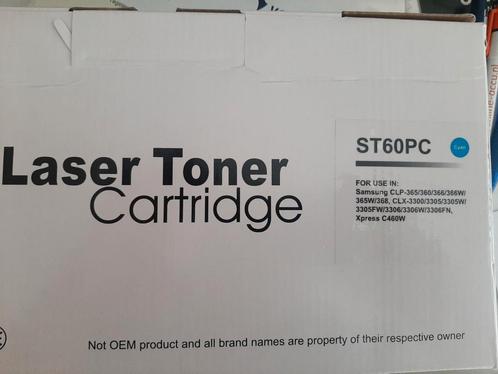 ST60PC
Cyan
Laser Toner
Cartridge
FOR USE IN:
Samsung CLP-365/360/366/366W/
365W/368, CLX-3300/3305/3305W/
3305FW/3306/3306W/3306FN,
Xpress C460W
Not OEM product and all brand names are property of their respective owner